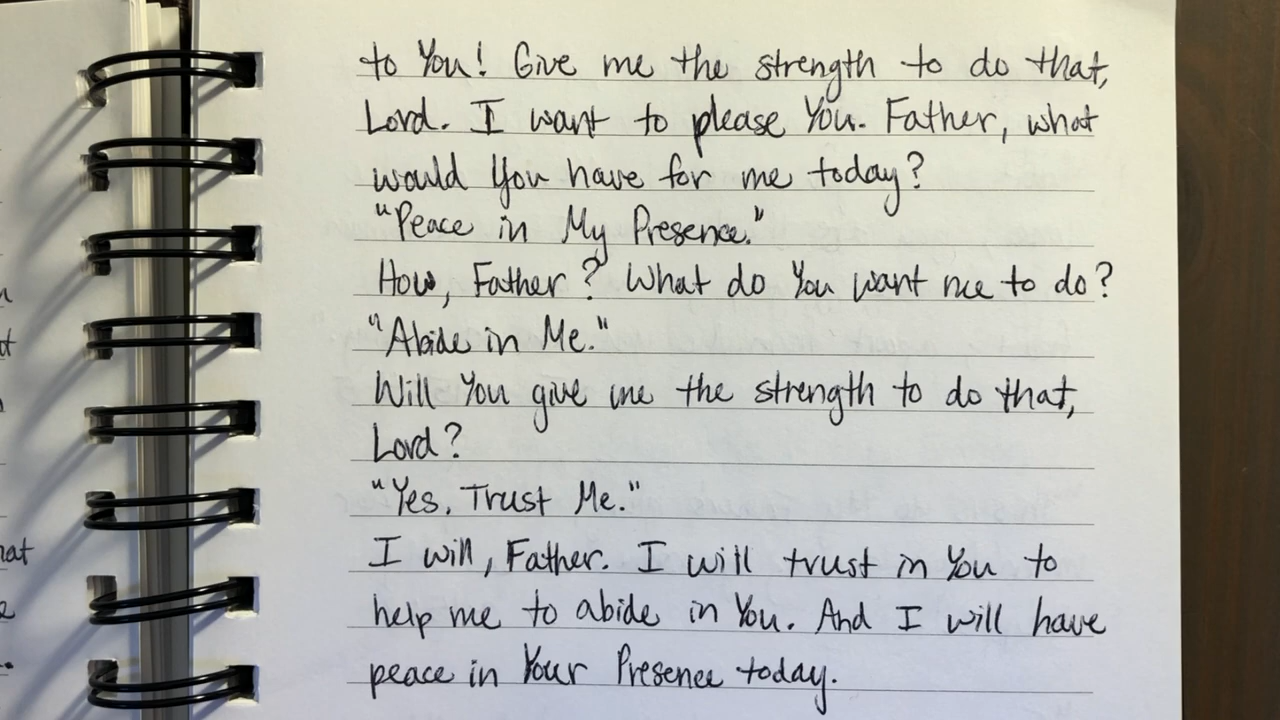 to You! Give me the strength to do that,
Lord. I want to please You. Father, what
would You have for me today?
"Peace in My Presence."
How, Father? What do You want me to do?
"Abide in Me."
Will You give me the strength to do that,
Lord?
"Yes. Trust Me."
I will, Father. I will trust in You to
help me to abide in You. And I will have
peace in Your Presence today.